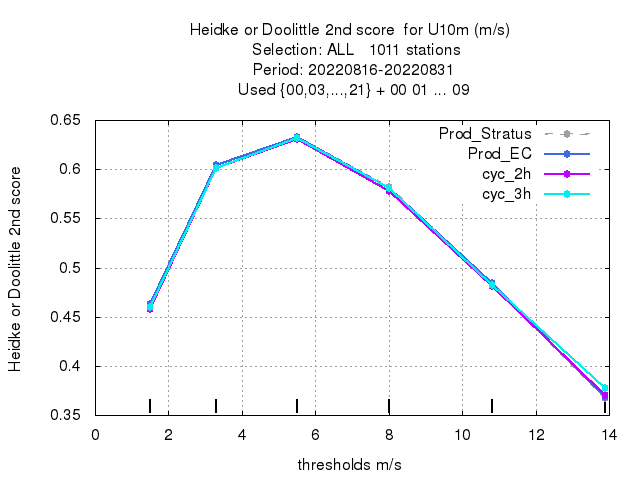 Heidke or Doolittle 2nd score  for U10m (m/s)
Selection: ALL   1011 stations
Period: 20220816-20220831
Used {00,03,...,21} + 00 01 ... 09
Heidke or Doolittle 2nd score
0.65
0.6
0.55
0.5
0.45
0.4
0.35
Prod_Stratus
Prod_EC
cyc_2h
cyc_3h
0 2 4 6 8 10 12 14
thresholds m/s